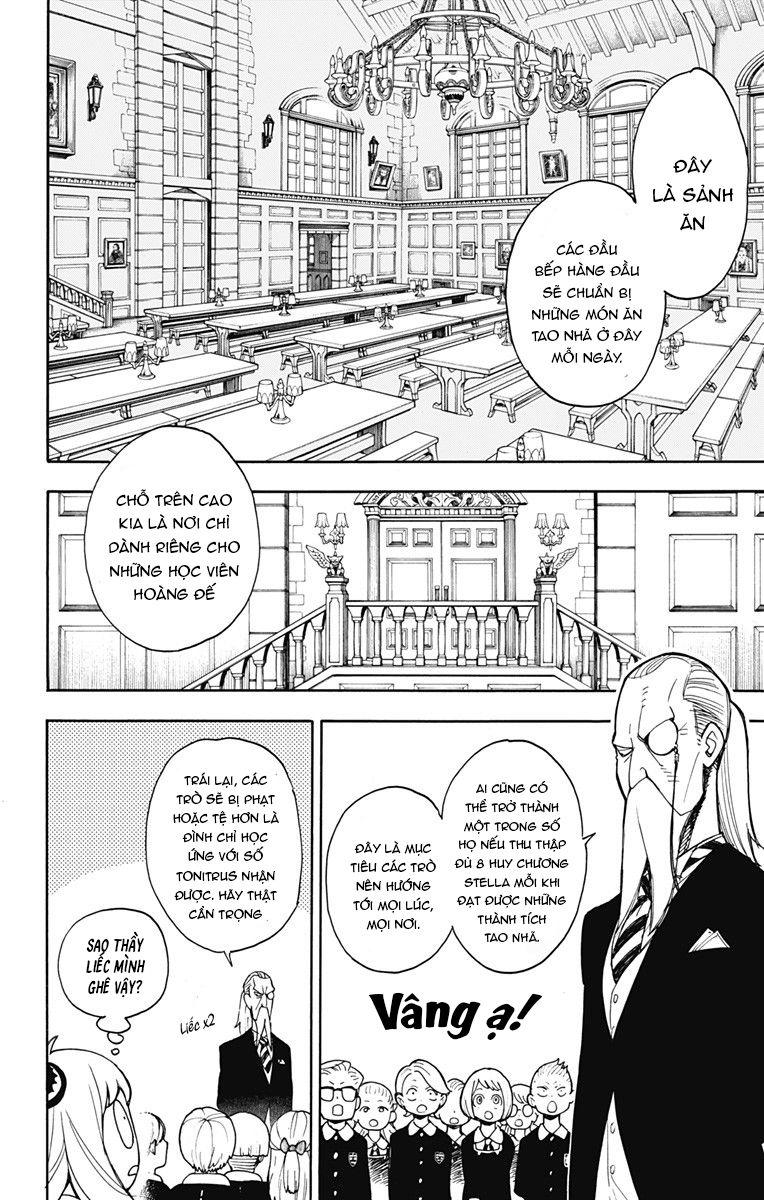 ĐÂY
LÀ SẢNH
ĂN
CÁC ĐẦU
BẾP HÀNG ĐẦU
SẼ CHUẨN BỊ
NHỮNG MÓN ĂN
TAO NHÃ Ở ĐÂY
MỖI NGÀY.
CHỖ TRÊN CAO
KIA LÀ NƠI CHỈ
DÀNH RIÊNG CHO
NHỮNG HỌC VIÊN
HOÀNG ĐẾ
AI CŨNG CÓ
THỂ TRỞ THÀNH
MỘT TRONG SỐ
HỌ NẾU THU THẬP
ĐỦ 8 HUY CHƯƠNG
STELLA MỖI KHI
ĐẠT ĐƯỢC NHỮNG
THÀNH TÍCH
TAO NHÃ.
ĐÂY LÀ MỤC
TIÊU CÁC TRÒ
NÊN HƯỚNG
TỚI MỌI LÚC,
MỌI NƠI.
Vâng ạ!
TRÁI LẠI, CÁC
TRÒ SẼ BỊ PHẠT
HOẶC TỆ HƠN LÀ
ĐÌNH CHỈ HỌC
ỨNG VỚI SỐ
TONITRUS NHẬN
ĐƯỢC. HÃY THẬT
CẨN TRỌNG
LIẾC X2
SAO THẦY
LIẾC MÌNH
GHÊ VẬY?